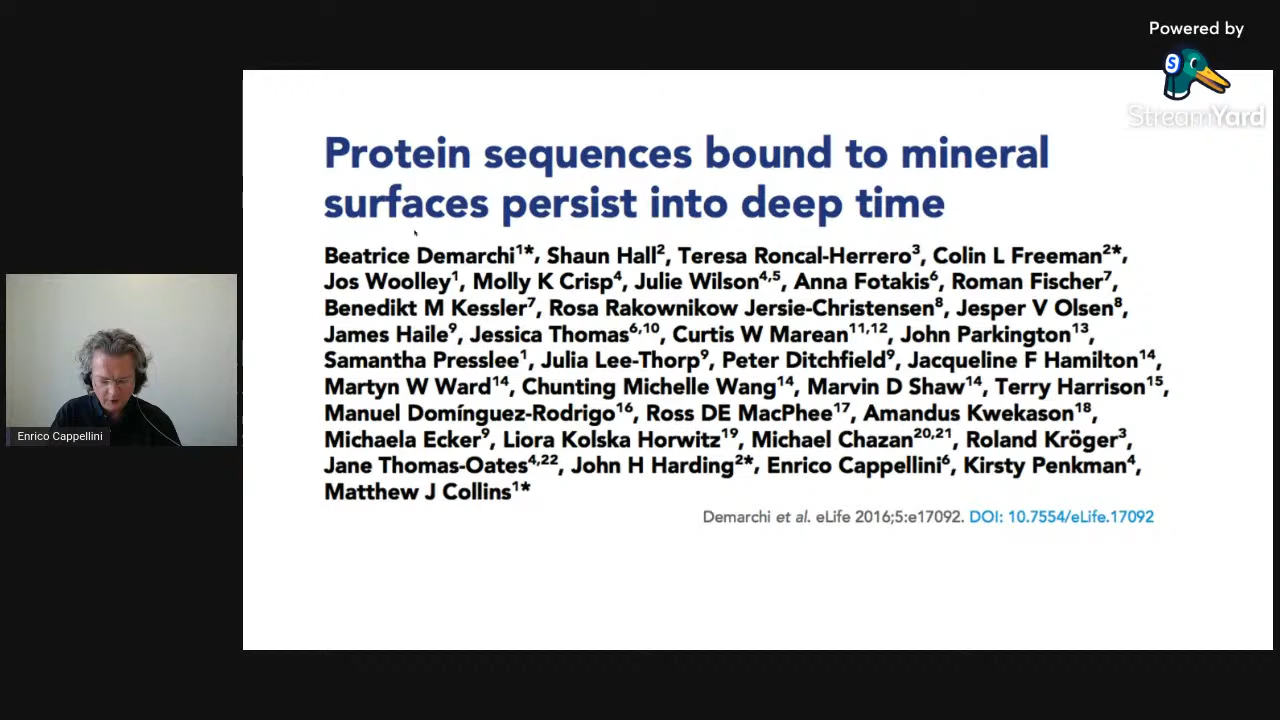 Powered by
S
StreamYard
Protein sequences bound to mineral
surfaces persist into deep time
Beatrice Demarchi¹*, Shaun Hall², Teresa Roncal-Herrero³, Colin L Freeman²*,
Jos Woolley¹, Molly K Crisp⁴, Julie Wilson⁴,⁵, Anna Fotakis⁶, Roman Fischer⁷,
Benedikt M Kessler⁷, Rosa Rakownikow Jersie-Christensen⁸, Jesper V Olsen⁸,
James Haile⁹, Jessica Thomas⁶,¹⁰, Curtis W Marean¹¹,¹², John Parkington¹³,
Samantha Presslee¹, Julia Lee-Thorp⁹, Peter Ditchfield⁹, Jacqueline F Hamilton¹⁴,
Martyn W Ward¹⁴, Chunting Michelle Wang¹⁴, Marvin D Shaw¹⁴, Terry Harrison¹⁵,
Manuel Domínguez-Rodrigo¹⁶, Ross DE MacPhee¹⁷, Amandus Kwekason¹⁸,
Michaela Ecker⁹, Liora Kolska Horwitz¹⁹, Michael Chazan²⁰,²¹, Roland Kröger³,
Jane Thomas-Oates⁴,²², John H Harding²*, Enrico Cappellini⁶, Kirsty Penkman⁴,
Matthew J Collins¹*
Demarchi et al. eLife 2016;5:e17092. DOI: 10.7554/eLife.17092
Enrico Cappellini